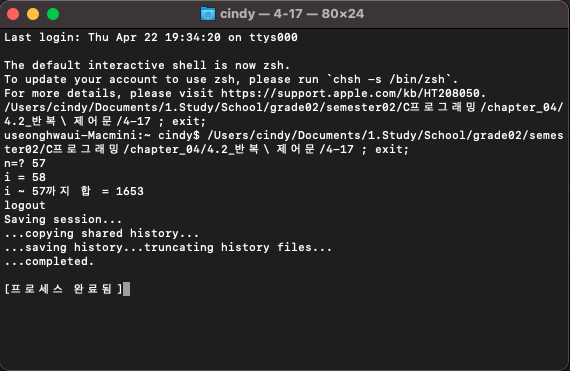 cindy — 4-17 — 80×24
Last login: Thu Apr 22 19:34:20 on ttys000
The default interactive shell is now zsh.
To update your account to use zsh, please run `chsh -s /bin/zsh`.
For more details, please visit https://support.apple.com/kb/HT208050.
/Users/cindy/Documents/1.Study/School/grade02/semester02/C프로그래밍/chapter_04/
4.2_반복\ 제어문/4-17 ; exit;
useonghwaui-Macmini:~ cindy$ /Users/cindy/Documents/1.Study/School/grade02/semes
ter02/C프로그래밍/chapter_04/4.2_반복\ 제어문/4-17 ; exit;
n=? 57
i = 58
i ~ 57까지 합 = 1653
logout
Saving session...
...copying shared history...
...saving history...truncating history files...
...completed.
[프로세스 완료됨]